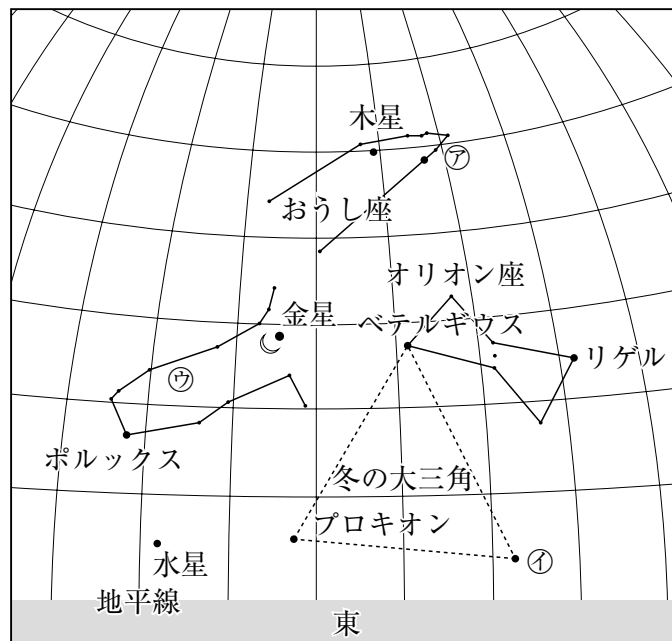 木星
㋐
おうし座
オリオン座
金星
ベテルギウス
リゲル
㋒
ポルックス
冬の大三角
プロキオン
㋑
水星
地平線
東